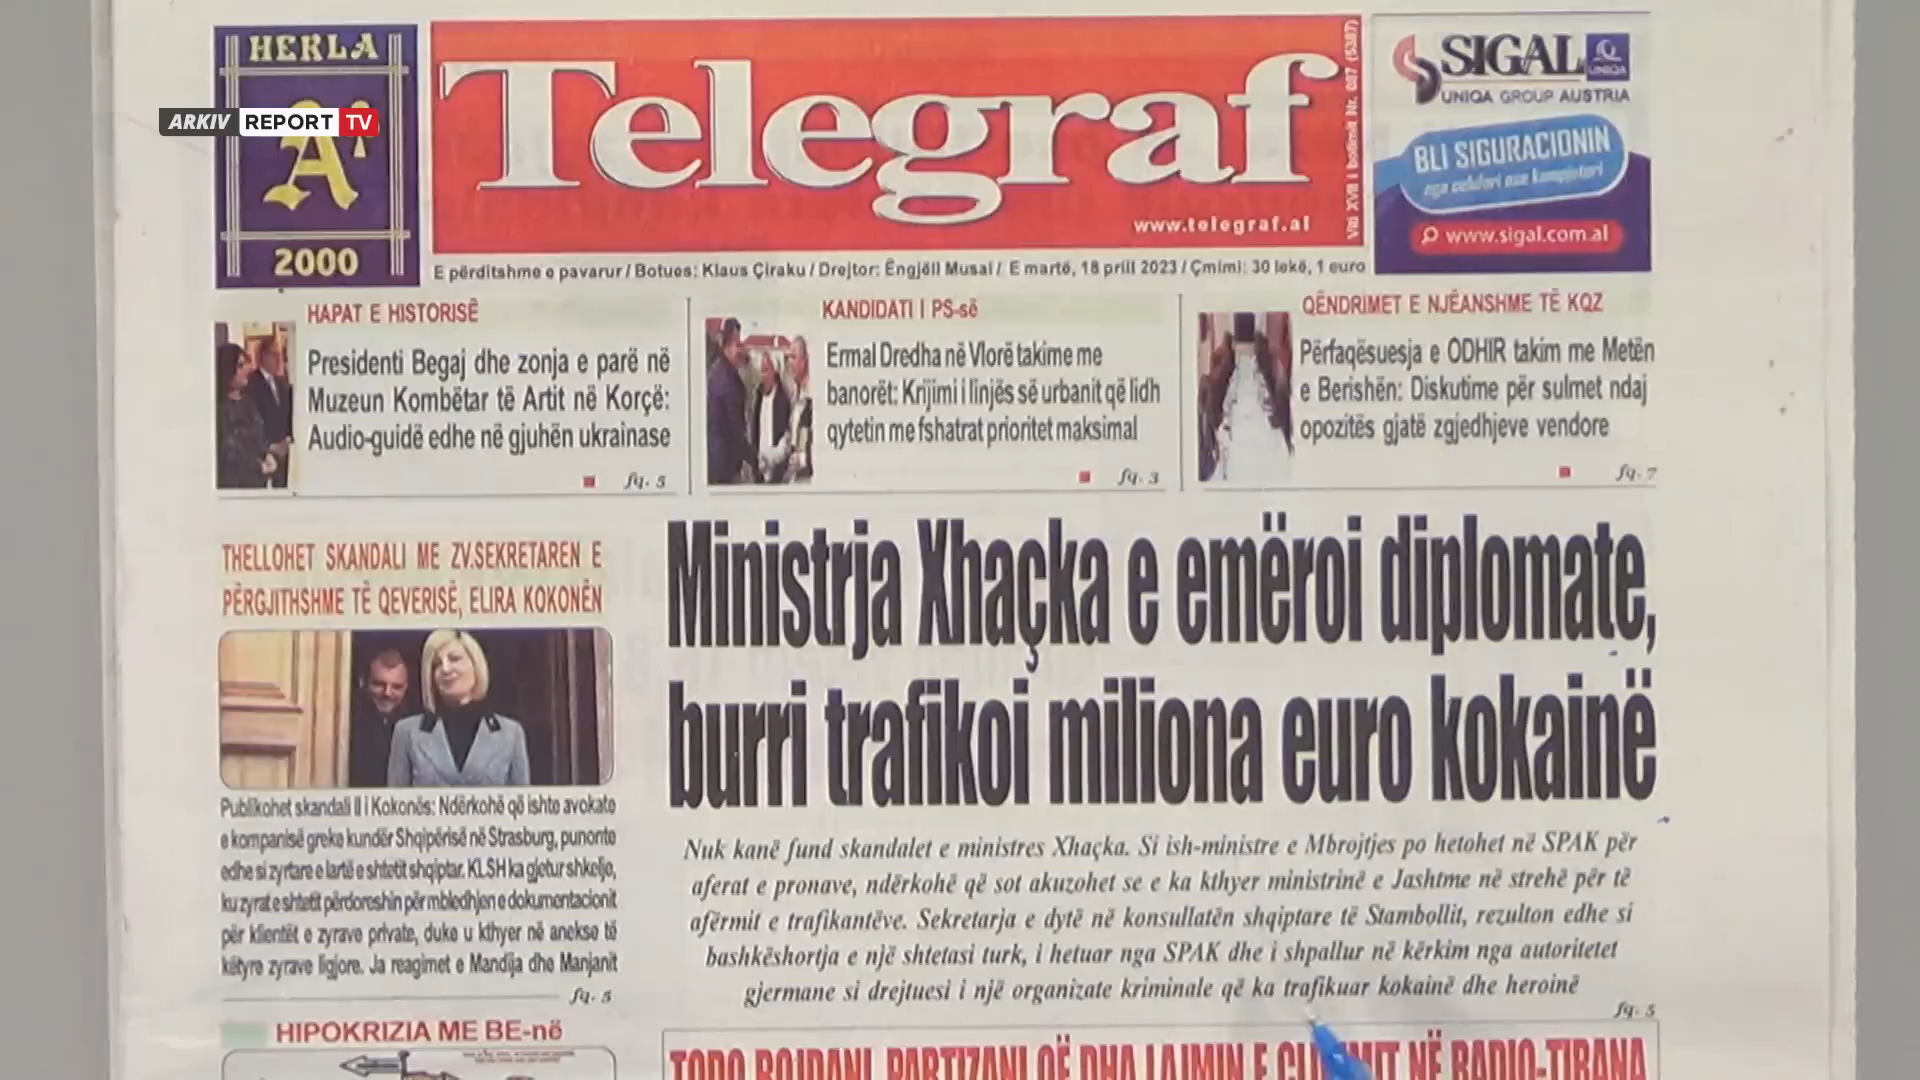 HEKLA
A'
2000
ARKIV REPORT TV
Telegraf
www.telegraf.al
Viti XVII i botimit Nr. 087 (5387)
SIGAL UNIQA
UNIQA GROUP AUSTRIA
BLI SIGURACIONIN
nga celulari ose kompjuteri
www.sigal.com.al
E përditshme e pavarur / Botues: Klaus Çiraku / Drejtor: Ëngjëll Musai / E martë, 18 prill 2023 / Çmimi: 30 lekë, 1 euro
HAPAT E HISTORISË
Presidenti Begaj dhe zonja e parë në
Muzeun Kombëtar të Artit në Korçë:
Audio-guidë edhe në gjuhën ukrainase
fq. 5
KANDIDATI I PS-së
Ermal Dredha në Vlorë takime me
banorët: Krijimi i linjës së urbanit që lidh
qytetin me fshatrat prioritet maksimal
fq. 3
QËNDRIMET E NJËANSHME TË KQZ
Përfaqësuesja e ODHIR takim me Metën
e Berishën: Diskutime për sulmet ndaj
opozitës gjatë zgjedhjeve vendore
fq. 7
THELLOHET SKANDALI ME ZV.SEKRETAREN E
PËRGJITHSHME TË QEVERISË, ELIRA KOKONËN
Publikohet skandali II i Kokonës: Ndërkohë që ishte avokate
e kompanisë greke kundër Shqipërisë në Strasburg, punonte
edhe si zyrtare e lartë e shtetit shqiptar. KLSH ka gjetur shkelje,
ku zyrat e shtetit përdoreshin për mbledhjen e dokumentacionit
për klientët e zyrave private, duke u kthyer në anekse të
këtyre zyrave ligjore. Ja reagimet e Mandija dhe Manjanit
fq. 5
HIPOKRIZIA ME BE-në
Ministrja Xhaçka e emëroi diplomate,
burri trafikoi miliona euro kokainë
Nuk kanë fund skandalet e ministres Xhaçka. Si ish-ministre e Mbrojtjes po hetohet në SPAK për
aferat e pronave, ndërkohë që sot akuzohet se e ka kthyer ministrinë e Jashtme në strehë për të
afërmit e trafikantëve. Sekretarja e dytë në konsullatën shqiptare të Stambollit, rezulton edhe si
bashkëshortja e një shtetasi turk, i hetuar nga SPAK dhe i shpallur në kërkim nga autoritetet
gjermane si drejtuesi i një organizate kriminale që ka trafikuar kokainë dhe heroinë
fq. 5
TODO BOJDANI, PARTIZANI QË DHA LAJMIN E NË RADIO-TIRANA